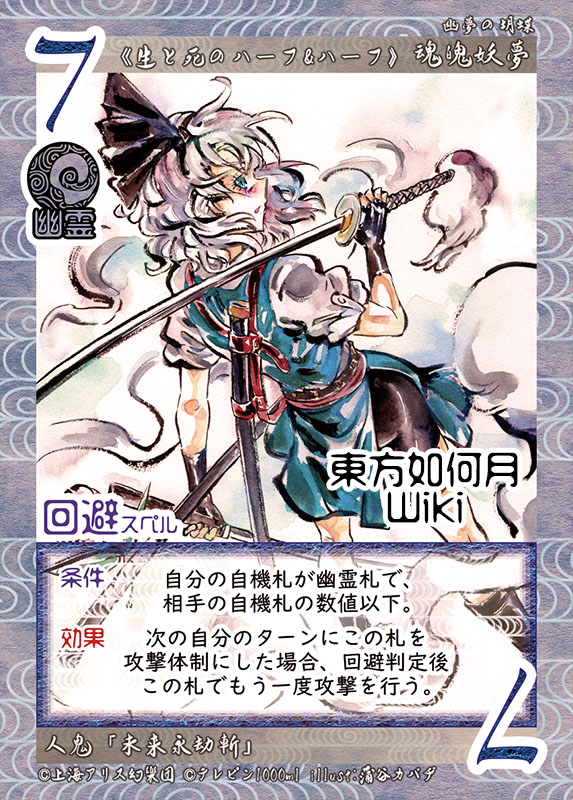 幽夢の胡蝶
7
《生と死のハーフ&ハーフ》 魂魄妖夢
幽霊
東方如何月
Wiki
回避スペル
条件 自分の自機札が幽霊札で、
相手の自機札の数値以下。
効果 次の自分のターンにこの札を
攻撃体制にした場合、回避判定後
この札でもう一度攻撃を行う。
人鬼「未来永劫斬」
7
©上海アリス幻樂団 ©テレピン1000ml illust:蒲谷カバヂ